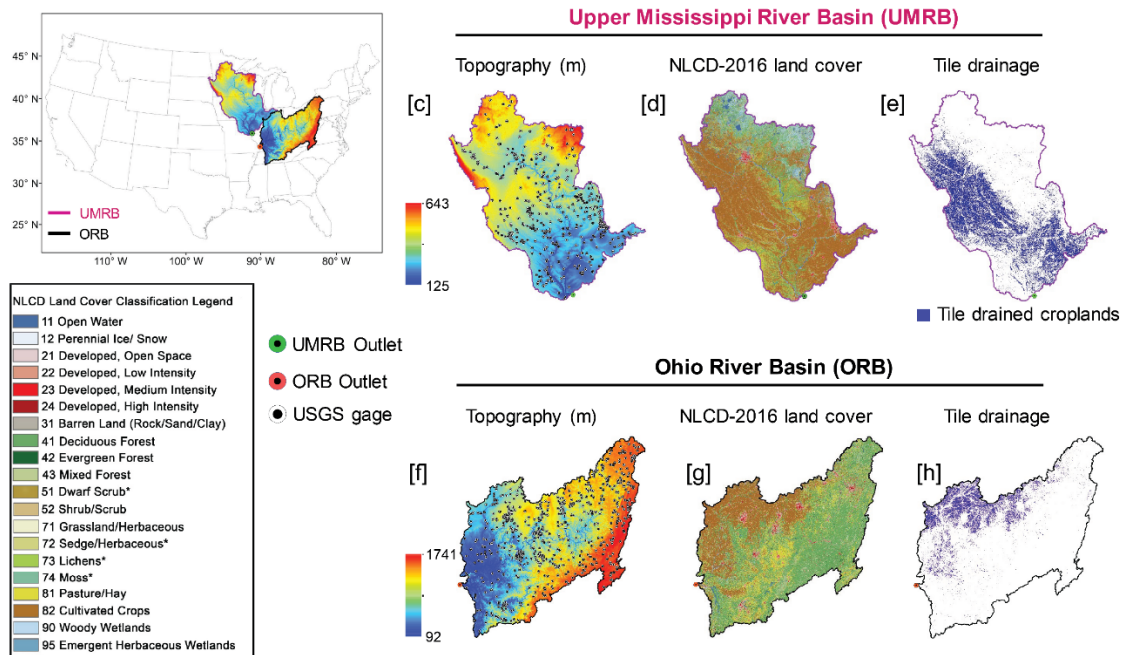 Upper Mississippi River Basin (UMRB)
45° N
40° N
35° N
30° N
25° N
UMRB
ORB
110° W
100° W
90° W
80° W
Topography (m)
NLCD-2016 land cover
Tile drainage
[c]
[d]
[e]
643
125
Tile drained croplands
NLCD Land Cover Classification Legend
11 Open Water
12 Perennial Ice/ Snow
21 Developed, Open Space
22 Developed, Low Intensity
23 Developed, Medium Intensity
24 Developed, High Intensity
31 Barren Land (Rock/Sand/Clay)
41 Deciduous Forest
42 Evergreen Forest
43 Mixed Forest
51 Dwarf Scrub*
52 Shrub/Scrub
71 Grassland/Herbaceous
72 Sedge/Herbaceous*
73 Lichens*
74 Moss*
81 Pasture/Hay
82 Cultivated Crops
90 Woody Wetlands
95 Emergent Herbaceous Wetlands
UMRB Outlet
ORB Outlet
USGS gage
Ohio River Basin (ORB)
Topography (m)
NLCD-2016 land cover
Tile drainage
[f]
[g]
[h]
1741
92